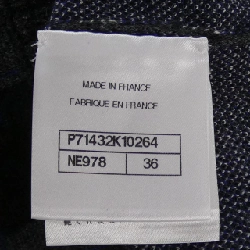 MADE IN FRANCE
FABRIQUE EN FRANCE
P71432K10264
NE978 36